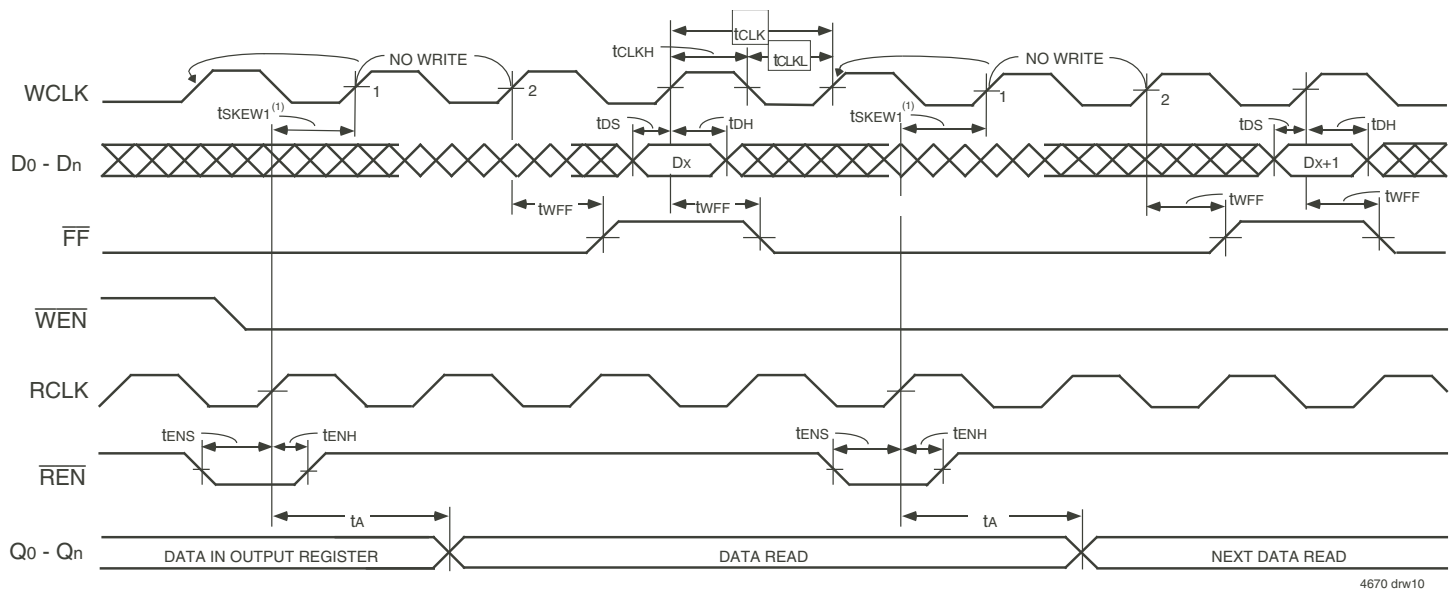 tCLK
tCLKH
tCLKL
NO WRITE
NO WRITE
WCLK
1
2
1
2
tSKEW1(1)
tDS
tDH
tSKEW1(1)
tDS
tDH
D0 - Dn
DX
DX+1
tWFF
tWFF
tWFF
tWFF
FF
WEN
RCLK
tENS
tENH
tENS
tENH
REN
tA
tA
Q0 - Qn
DATA IN OUTPUT REGISTER
DATA READ
NEXT DATA READ
4670 drw10